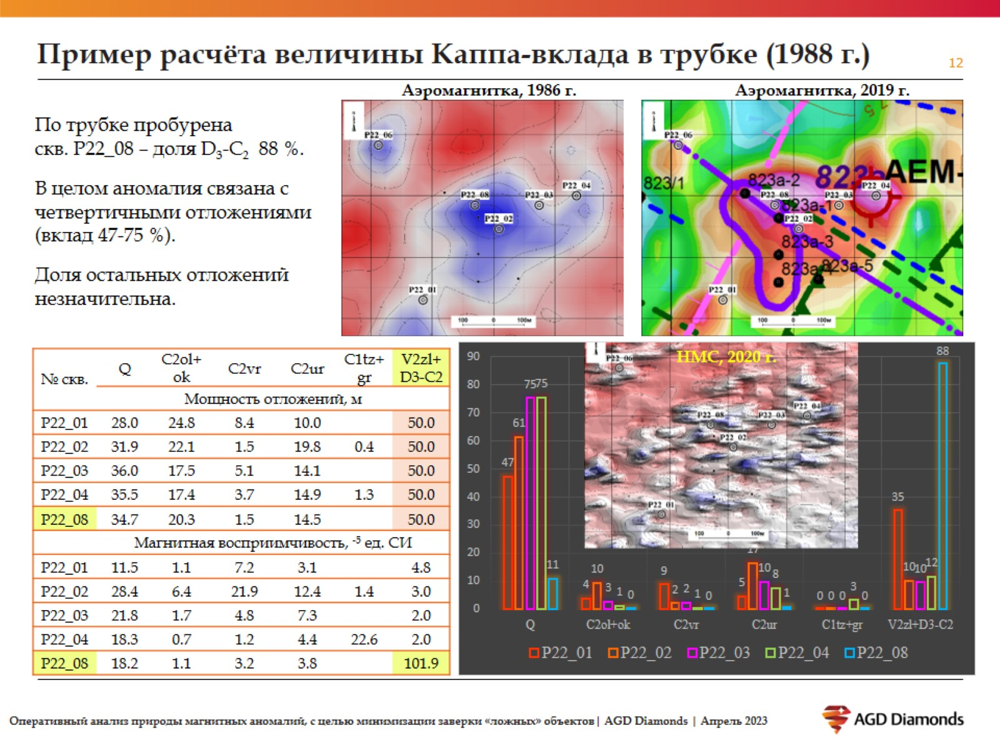 Пример расчёта величины Каппа-вклада в трубке (1988 г.)
12
По трубке пробурена
скв. P22_08 – доля D3-C2 88 %.
В целом аномалия связана с
четвертичными отложениями
(вклад 47-75 %).
Доля остальных отложений
незначительна.
Аэромагнитка, 1986 г.
P22_06
P22_04
P22_08
P22_03
P22_02
P22_01
100 0 100м
Аэромагнитка, 2019 г.
P22_06
823/1
823а-2
823а
АЕМ-
P22_04
P22_08
P22_03
823а-1
P22_02
823а-3
823а-4
823а-5
P22_01
100 0 100м
№ скв. Q C2ol+ok C2vr C2ur C1tz+gr V2zl+D3-C2
Мощность отложений, м
P22_01 28.0 24.8 8.4 10.0 50.0
P22_02 31.9 22.1 1.5 19.8 0.4 50.0
P22_03 36.0 17.5 5.1 14.1 50.0
P22_04 35.5 17.4 3.7 14.9 1.3 50.0
P22_08 34.7 20.3 1.5 14.5 50.0
Магнитная восприимчивость, -5 ед. СИ
P22_01 11.5 1.1 7.2 3.1 4.8
P22_02 28.4 6.4 21.9 12.4 1.4 3.0
P22_03 21.8 1.7 4.8 7.3 2.0
P22_04 18.3 0.7 1.2 4.4 22.6 2.0
P22_08 18.2 1.1 3.2 3.8 101.9
НМС, 2020 г.
P22_06
P22_04
P22_08
P22_03
P22_02
P22_01
100 0 100м
90
80
70
60
50
40
30
20
10
0
47 61 75 75 11
4 10 3 1 0
9 2 2 1 0
5 17 10 8 1
0 0 0 3 0
35 10 10 12 88
Q C2ol+ok C2vr C2ur C1tz+gr V2zl+D3-C2
P22_01 P22_02 P22_03 P22_04 P22_08
Оперативный анализ природы магнитных аномалий, с целью минимизации заверки «ложных» объектов | AGD Diamonds | Апрель 2023
AGD Diamonds